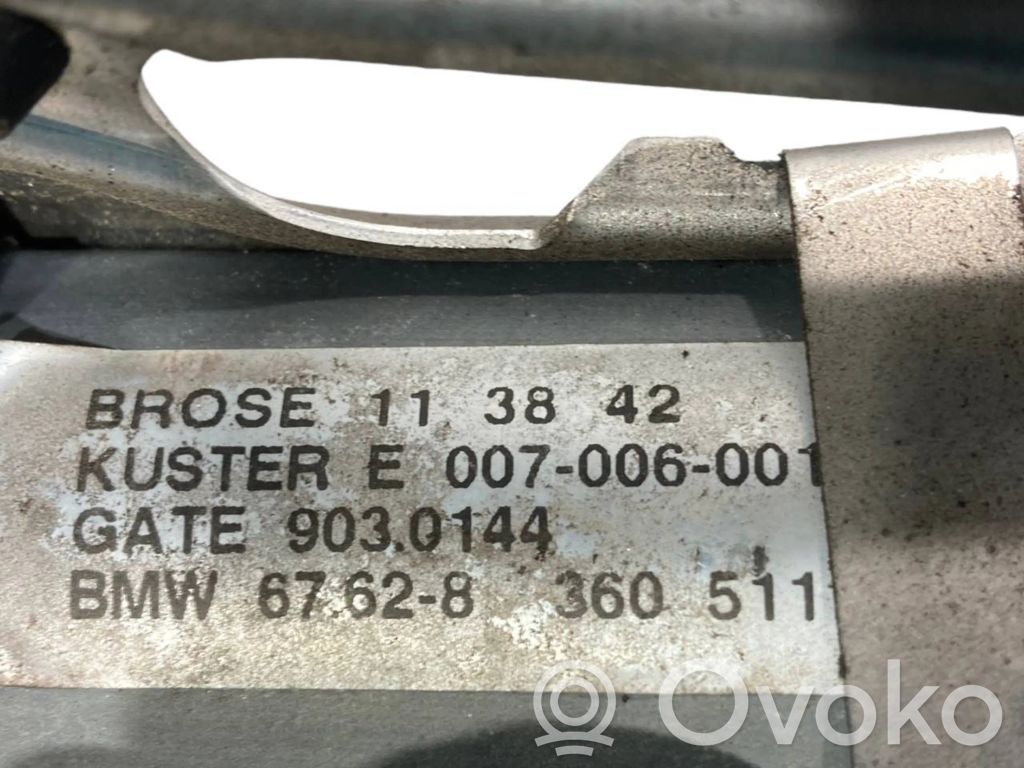 BROSE 11 38 42
KUSTER E 007-006-001
GATE 903.0144
BMW 67.62-8 360 511
Ovoko